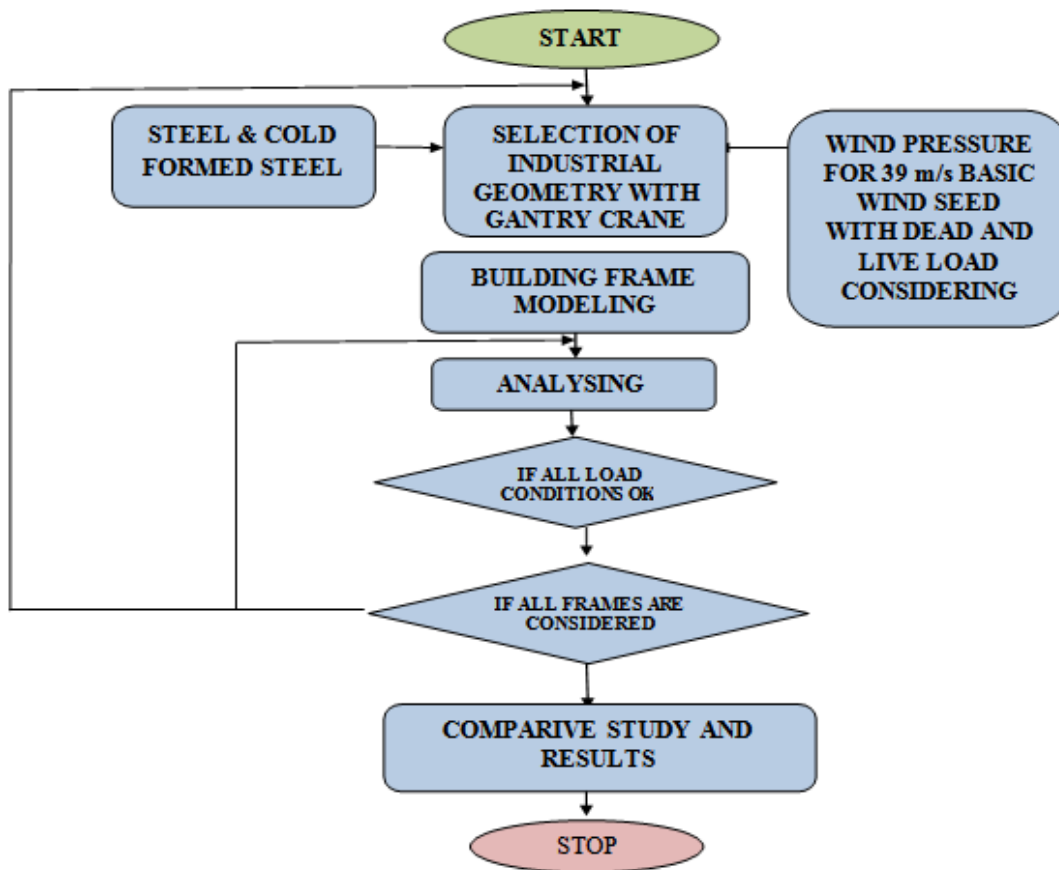 START
STEEL & COLD
FORMED STEEL
SELECTION OF
INDUSTRIAL
GEOMETRY WITH
GANTRY CRANE
WIND PRESSURE
FOR 39 m/s BASIC
WIND SEED
WITH DEAD AND
LIVE LOAD
CONSIDERING
BUILDING FRAME
MODELING
ANALYSING
IF ALL LOAD
CONDITIONS OK
IF ALL FRAMES ARE
CONSIDERED
COMPARIVE STUDY AND
RESULTS
STOP